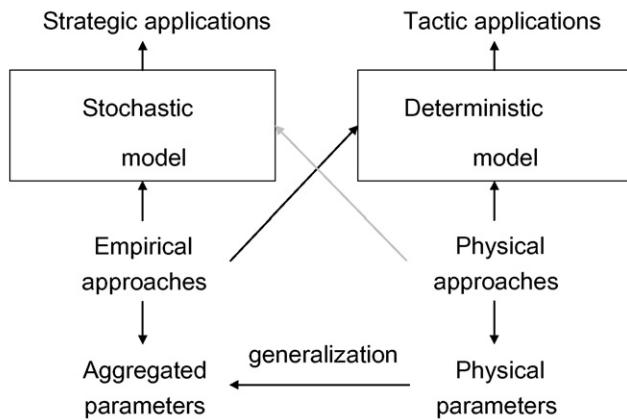 Strategic applications
Tactic applications
Stochastic
model
Deterministic
model
Empirical
approaches
Physical
approaches
generalization
Aggregated
parameters
Physical
parameters